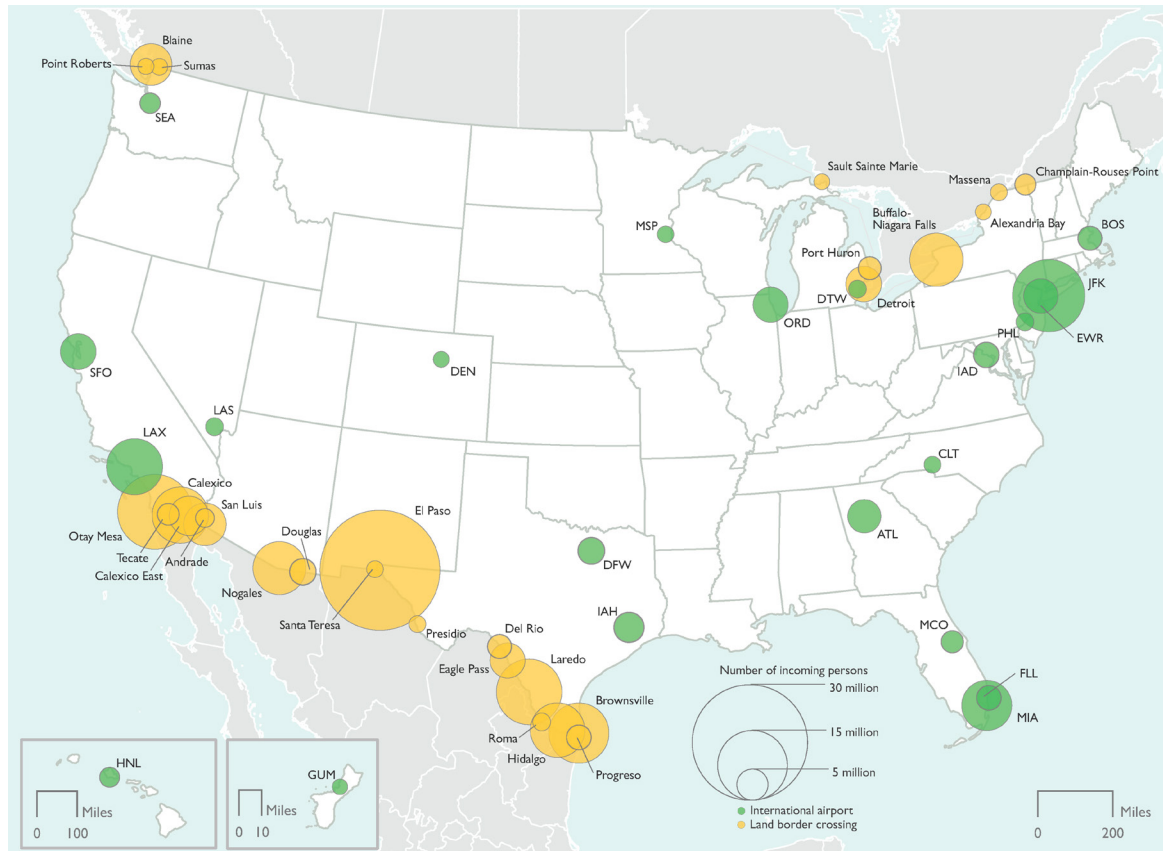 Blaine
Point Roberts
Sumas
SEA
Sault Sainte Marie
Massena
Champlain-Rouses Point
Alexandria Bay
Buffalo-
Niagara Falls
MSP
BOS
Port Huron
DTW
Detroit
ORD
JFK
EWR
PHL
IAD
SFO
DEN
LAS
LAX
CLT
Calexico
San Luis
Otay Mesa
Tecate
Calexico East
Andrade
Douglas
El Paso
Nogales
Santa Teresa
Presidio
ATL
DFW
IAH
Del Rio
Eagle Pass
Laredo
Brownsville
Roma
Hidalgo
Progreso
MCO
FLL
MIA
Number of incoming persons
30 million
15 million
5 million
International airport
Land border crossing
HNL
Miles
0 100
GUM
Miles
0 10
Miles
0 200